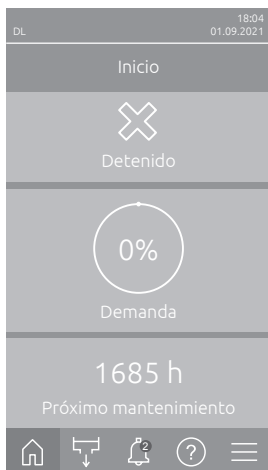 18:04
DL 01.09.2021
Inicio
Detenido
0%
Demanda
1685 h
Próximo mantenimiento
2
?